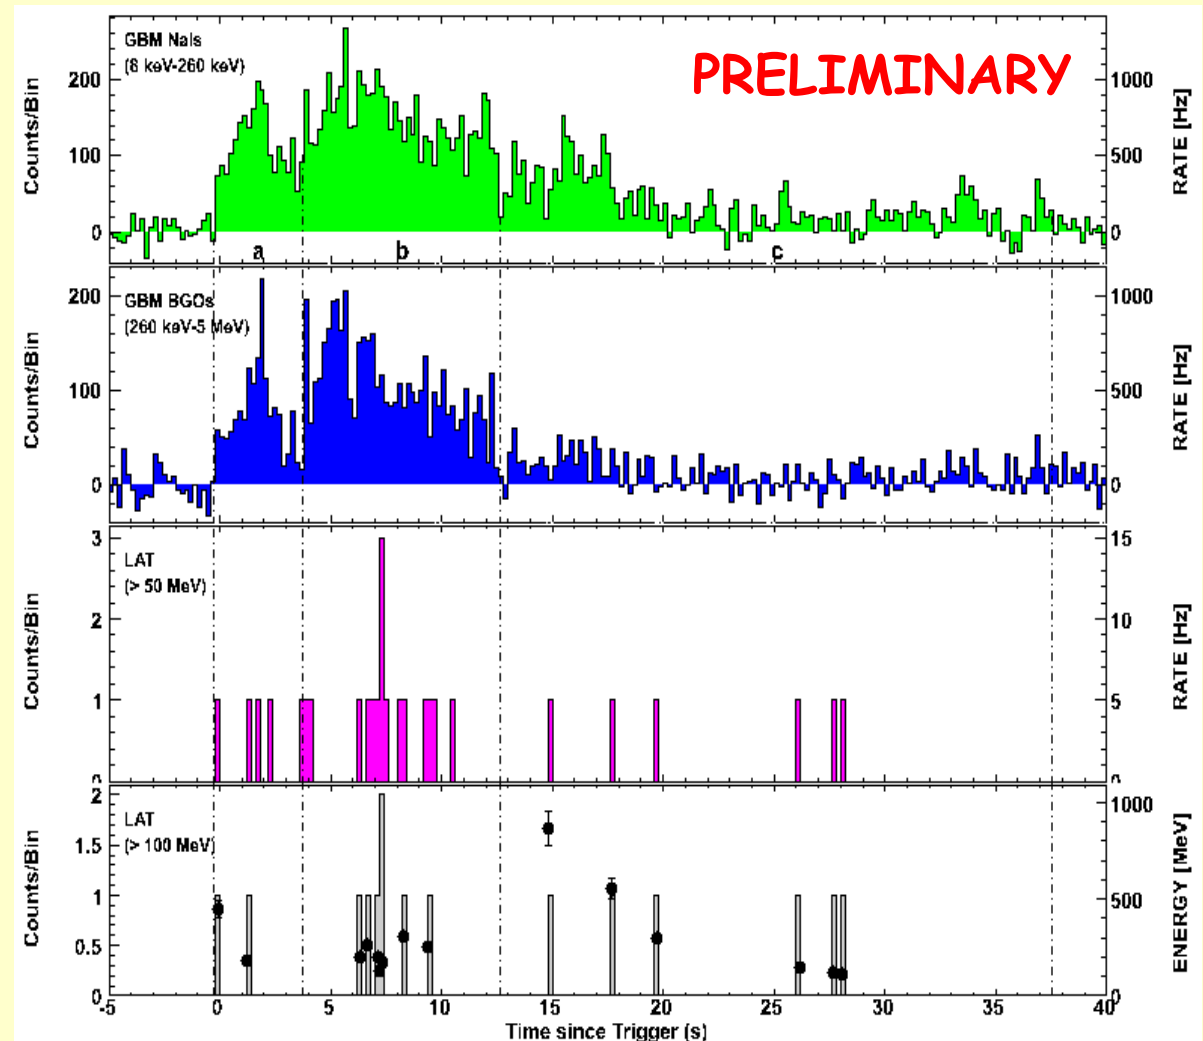 PRELIMINARY
GBM NaIs
(8 keV-260 keV)
Counts/Bin
RATE [Hz]
200
100
0
1000
500
0
a
b
c
GBM BGOs
(260 keV-5 MeV)
Counts/Bin
RATE [Hz]
200
100
0
1000
500
0
LAT
(> 50 MeV)
Counts/Bin
RATE [Hz]
3
2
1
0
15
10
5
0
LAT
(> 100 MeV)
Counts/Bin
ENERGY [MeV]
2
1.5
1
0.5
0
1000
500
0
-5 0 5 10 15 20 25 30 35 40
Time since Trigger (s)